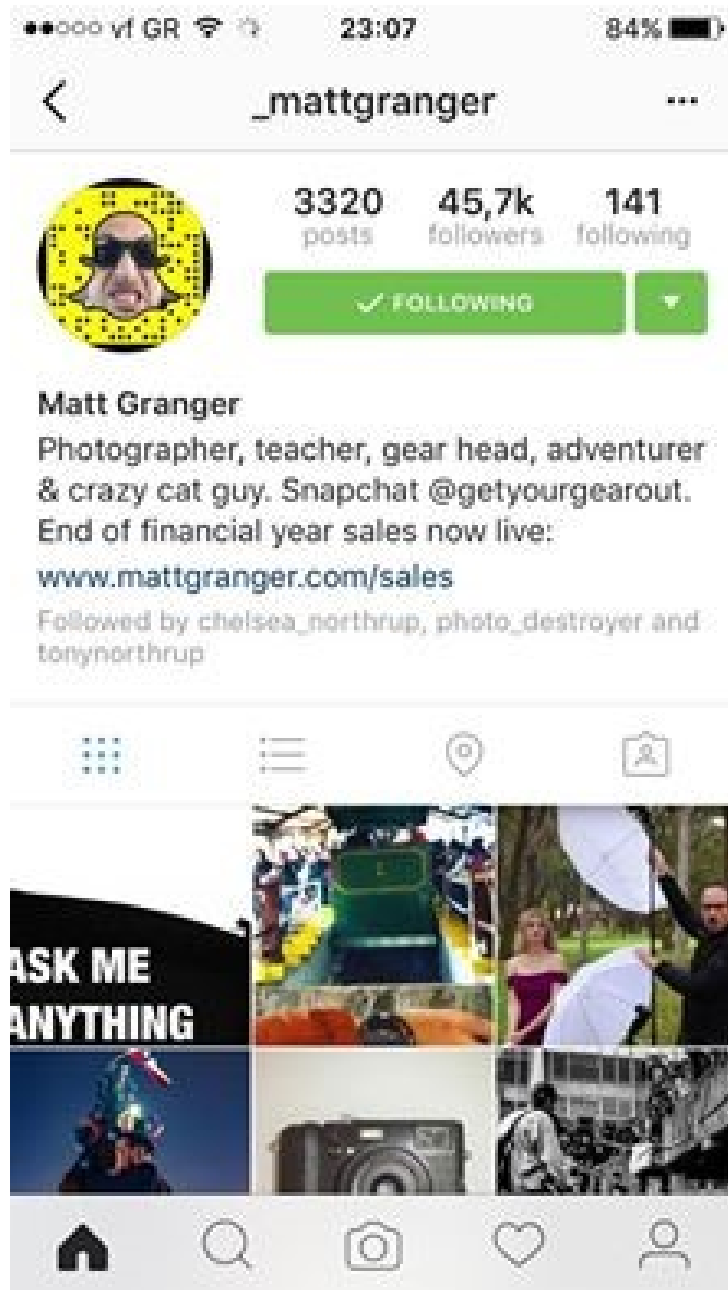 vf GR 23:07 84%
_mattgranger
3320 45,7k 141
posts followers following
FOLLOWING
Matt Granger
Photographer, teacher, gear head, adventurer
& crazy cat guy. Snapchat @getyourgearout.
End of financial year sales now live:
www.mattgranger.com/sales
Followed by chelsea_northrup, photo_destroyer and
tonynorthrup
ASK ME
ANYTHING